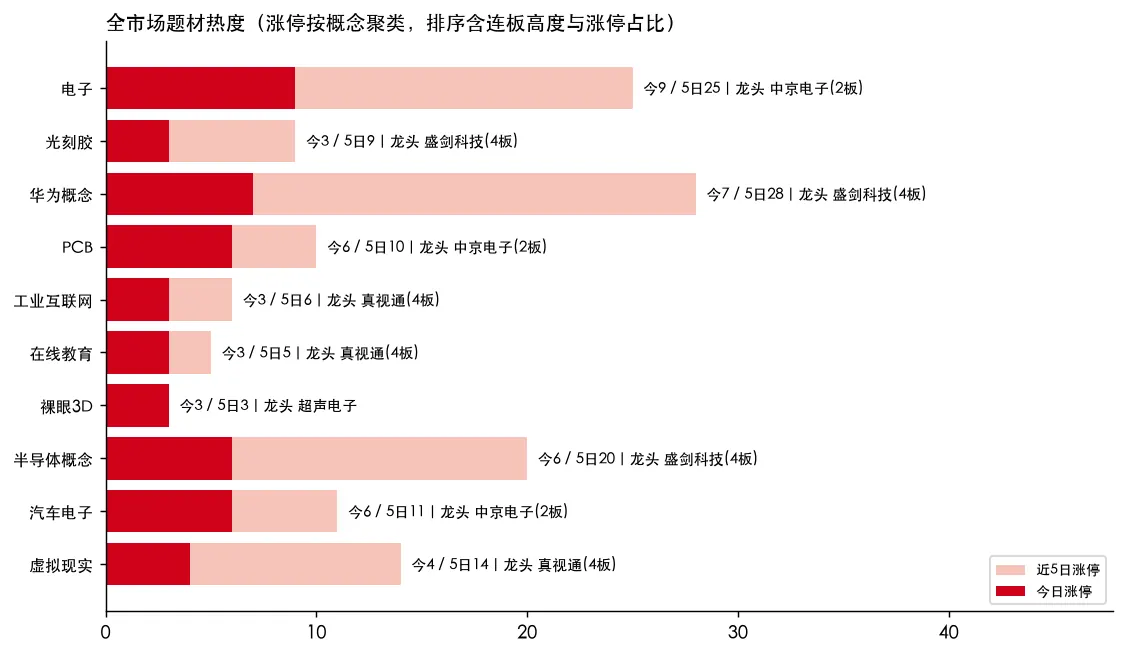 全市场题材热度（涨停按概念聚类，排序含连板高度与涨停占比）
电子 今9 / 5日25 | 龙头 中京电子(2板)
光刻胶 今3 / 5日9 | 龙头 盛剑科技(4板)
华为概念 今7 / 5日28 | 龙头 盛剑科技(4板)
PCB 今6 / 5日10 | 龙头 中京电子(2板)
工业互联网 今3 / 5日6 | 龙头 真视通(4板)
在线教育 今3 / 5日5 | 龙头 真视通(4板)
裸眼3D 今3 / 5日3 | 龙头 超声电子
半导体概念 今6 / 5日20 | 龙头 盛剑科技(4板)
汽车电子 今6 / 5日11 | 龙头 中京电子(2板)
虚拟现实 今4 / 5日14 | 龙头 真视通(4板)
近5日涨停
今日涨停
0 10 20 30 40